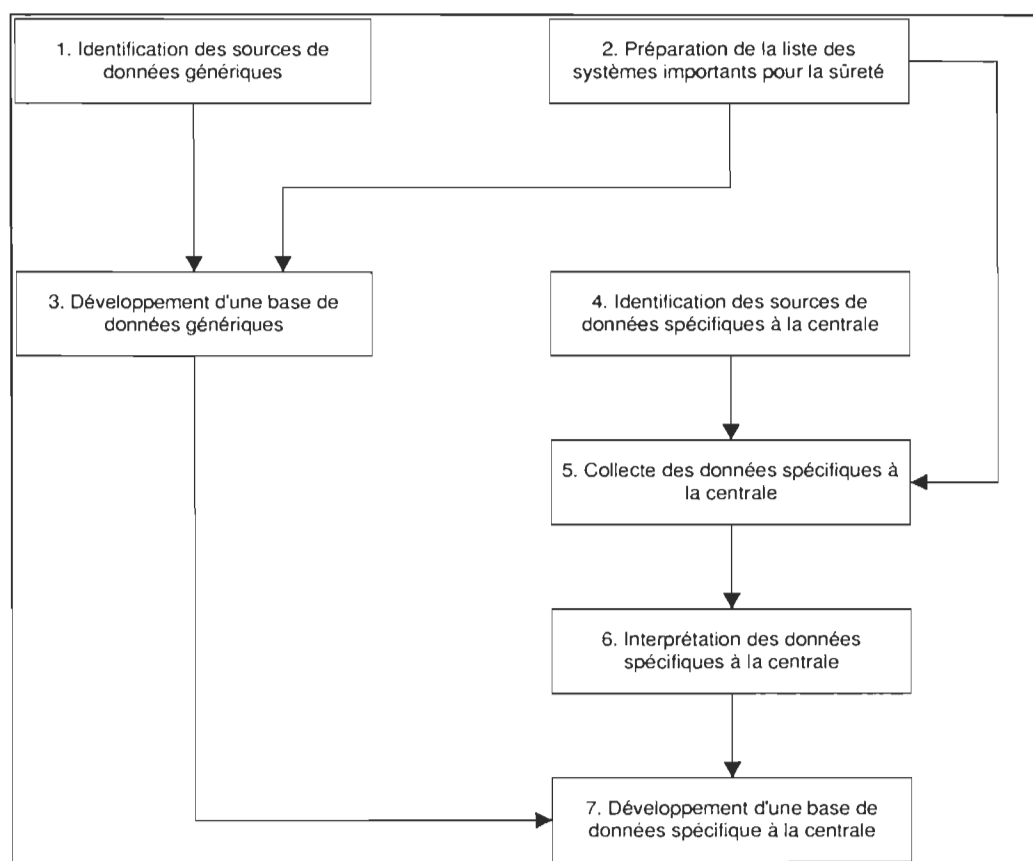 1. Identification des sources de
données génériques
2. Préparation de la liste des
systèmes importants pour la sûreté
3. Développement d'une base de
données génériques
4. Identification des sources de
données spécifiques à la centrale
5. Collecte des données spécifiques à
la centrale
6. Interprétation des données
spécifiques à la centrale
7. Développement d'une base de
données spécifique à la centrale